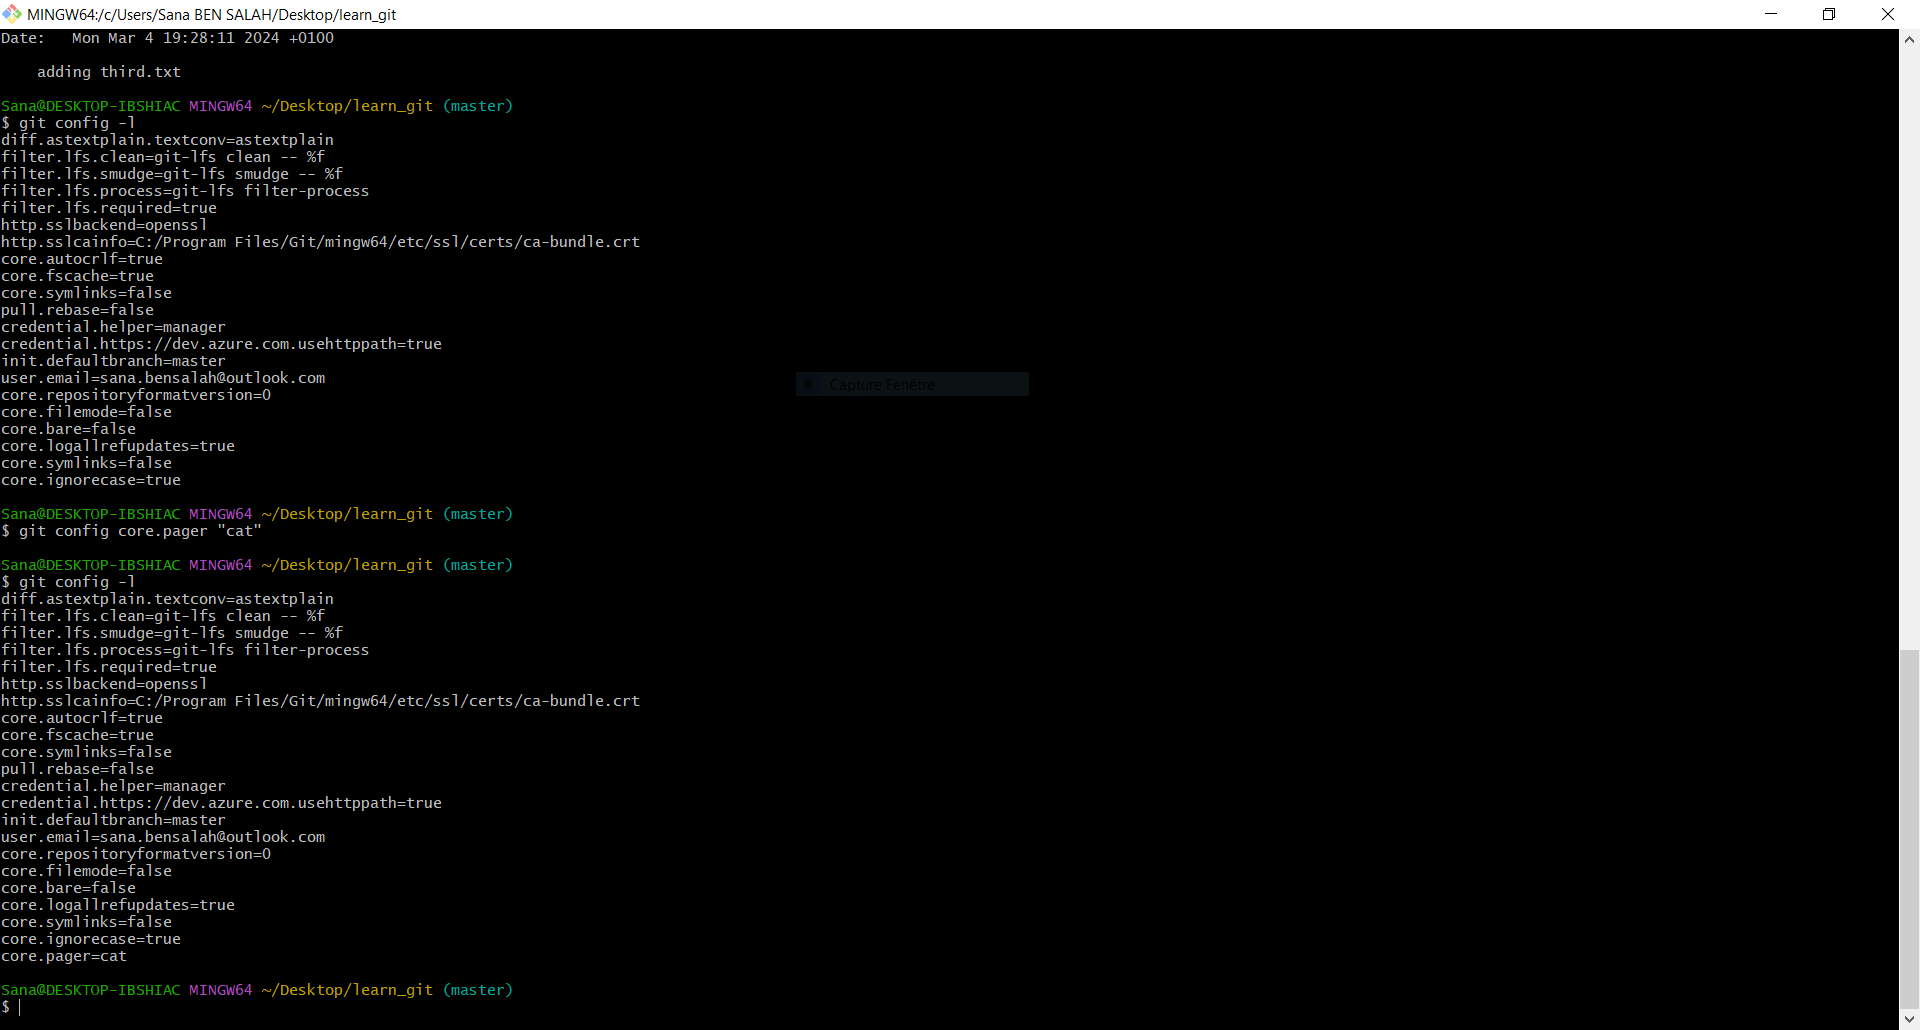 MINGW64:/c/Users/Sana BEN SALAH/Desktop/learn_git
Date:   Mon Mar 4 19:28:11 2024 +0100
    adding third.txt
Sana@DESKTOP-IBSHIAC MINGW64 ~/Desktop/learn_git (master)
$ git config -l
diff.astextplain.textconv=astextplain
filter.lfs.clean=git-lfs clean -- %f
filter.lfs.smudge=git-lfs smudge -- %f
filter.lfs.process=git-lfs filter-process
filter.lfs.required=true
http.sslbackend=openssl
http.sslcainfo=C:/Program Files/Git/mingw64/etc/ssl/certs/ca-bundle.crt
core.autocrlf=true
core.fscache=true
core.symlinks=false
pull.rebase=false
credential.helper=manager
credential.https://dev.azure.com.usehttppath=true
init.defaultbranch=master
user.email=sana.bensalah@outlook.com
Capture Fenêtre
core.repositoryformatversion=0
core.filemode=false
core.bare=false
core.logallrefupdates=true
core.symlinks=false
core.ignorecase=true
Sana@DESKTOP-IBSHIAC MINGW64 ~/Desktop/learn_git (master)
$ git config core.pager "cat"
Sana@DESKTOP-IBSHIAC MINGW64 ~/Desktop/learn_git (master)
$ git config -l
diff.astextplain.textconv=astextplain
filter.lfs.clean=git-lfs clean -- %f
filter.lfs.smudge=git-lfs smudge -- %f
filter.lfs.process=git-lfs filter-process
filter.lfs.required=true
http.sslbackend=openssl
http.sslcainfo=C:/Program Files/Git/mingw64/etc/ssl/certs/ca-bundle.crt
core.autocrlf=true
core.fscache=true
core.symlinks=false
pull.rebase=false
credential.helper=manager
credential.https://dev.azure.com.usehttppath=true
init.defaultbranch=master
user.email=sana.bensalah@outlook.com
core.repositoryformatversion=0
core.filemode=false
core.bare=false
core.logallrefupdates=true
core.symlinks=false
core.ignorecase=true
core.pager=cat
Sana@DESKTOP-IBSHIAC MINGW64 ~/Desktop/learn_git (master)
$